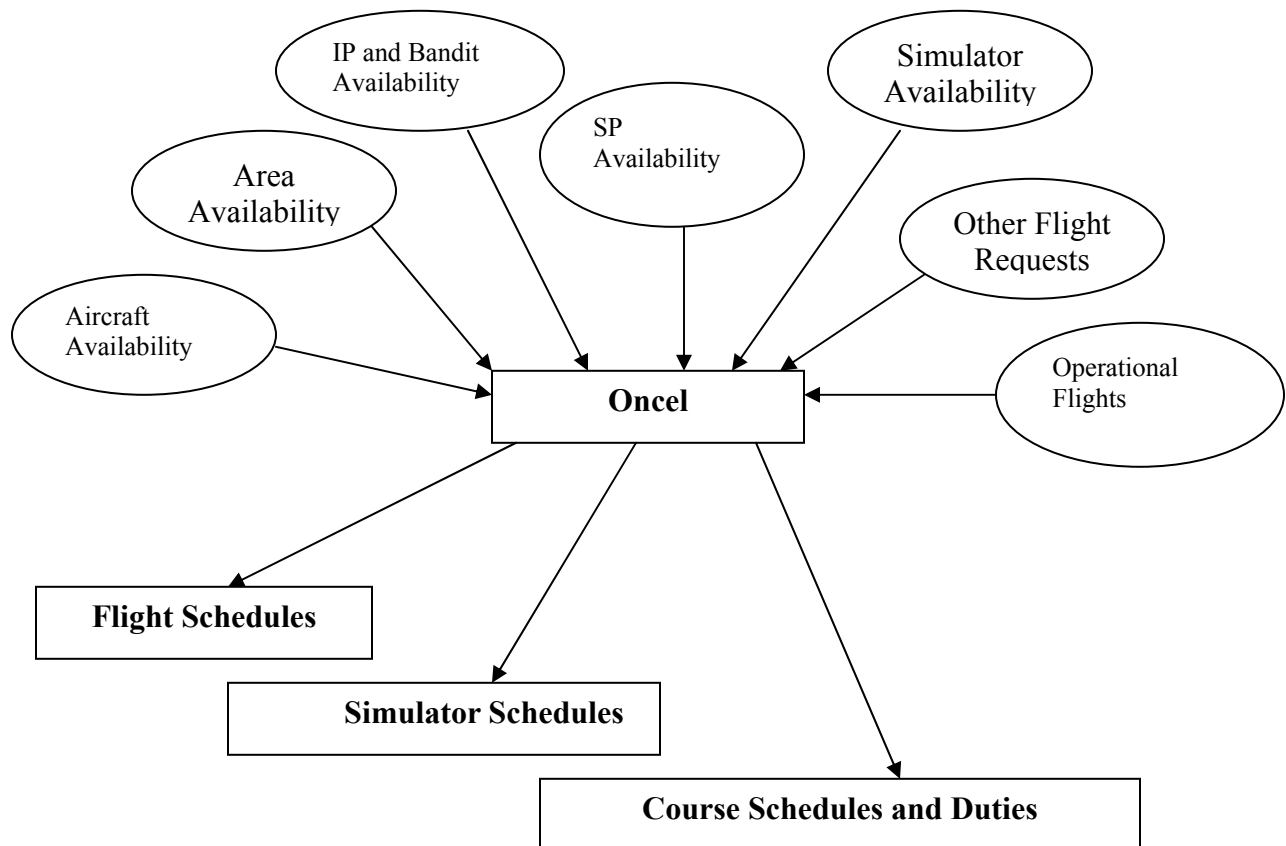 IP and Bandit
Availability
Simulator
Availability
SP
Availability
Area
Availability
Other Flight
Requests
Aircraft
Availability
Operational
Flights
Oncel
Flight Schedules
Simulator Schedules
Course Schedules and Duties